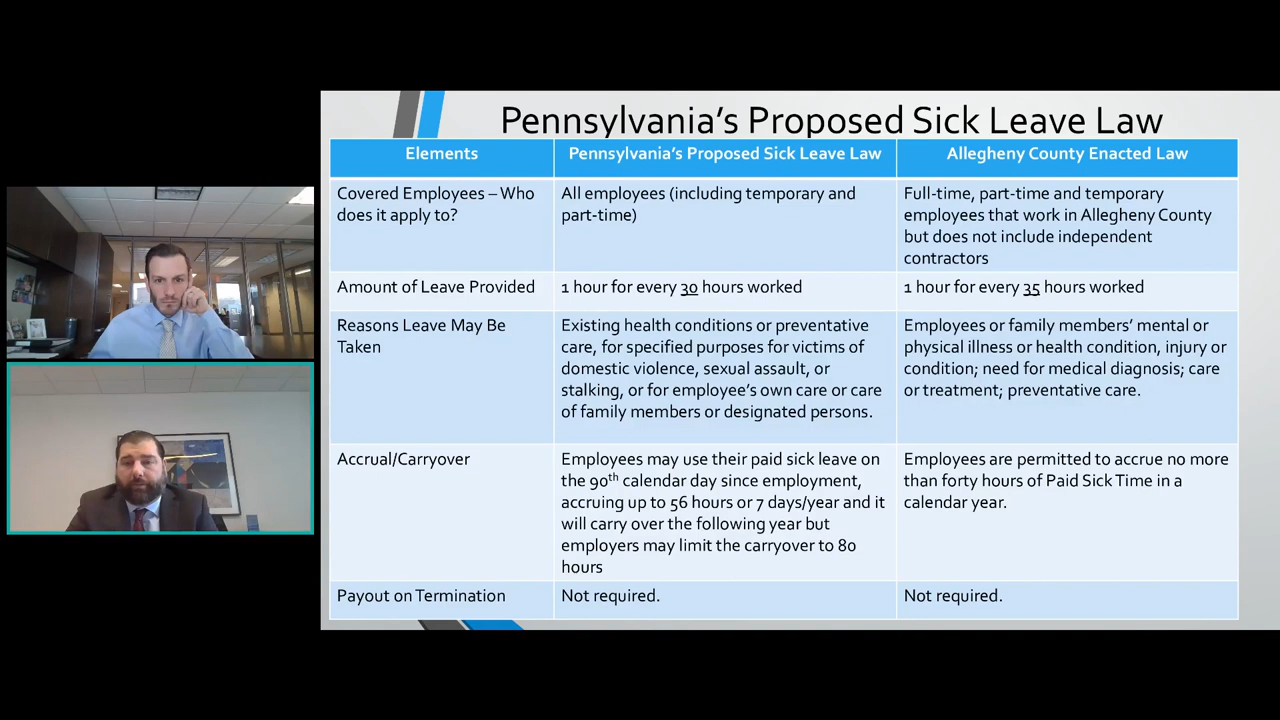 Pennsylvania's Proposed Sick Leave Law
Elements
Pennsylvania's Proposed Sick Leave Law
Allegheny County Enacted Law
Covered Employees – Who
does it apply to?
All employees (including temporary and
part-time)
Full-time, part-time and temporary
employees that work in Allegheny County
but does not include independent
contractors
Amount of Leave Provided
1 hour for every 30 hours worked
1 hour for every 35 hours worked
Reasons Leave May Be
Taken
Existing health conditions or preventative
care, for specified purposes for victims of
domestic violence, sexual assault, or
stalking, or for employee's own care or care
of family members or designated persons.
Employees or family members' mental or
physical illness or health condition, injury or
condition; need for medical diagnosis; care
or treatment; preventative care.
Accrual/Carryover
Employees may use their paid sick leave on
the 90th calendar day since employment,
accruing up to 56 hours or 7 days/year and it
will carry over the following year but
employers may limit the carryover to 80
hours
Employees are permitted to accrue no more
than forty hours of Paid Sick Time in a
calendar year.
Payout on Termination
Not required.
Not required.